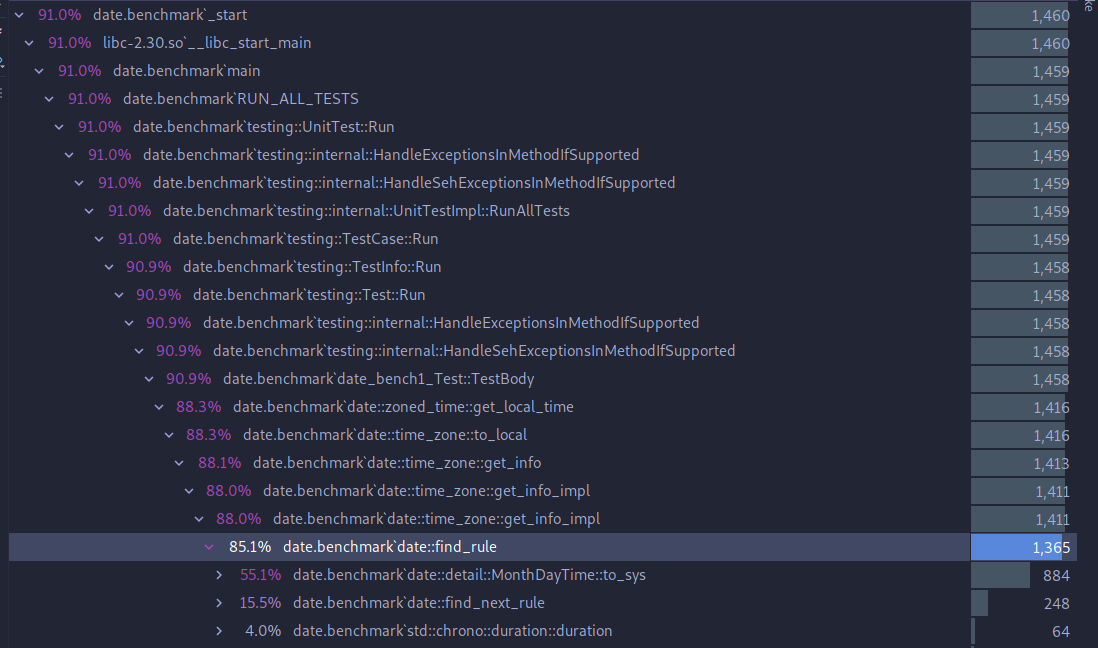 ke
91.0% date.benchmark`_start 1,460
91.0% libc-2.30.so`__libc_start_main 1,460
91.0% date.benchmark`main 1,459
91.0% date.benchmark`RUN_ALL_TESTS 1,459
91.0% date.benchmark`testing::UnitTest::Run 1,459
91.0% date.benchmark`testing::internal::HandleExceptionsInMethodIfSupported 1,459
91.0% date.benchmark`testing::internal::HandleSehExceptionsInMethodIfSupported 1,459
91.0% date.benchmark`testing::internal::UnitTestImpl::RunAllTests 1,459
91.0% date.benchmark`testing::TestCase::Run 1,459
90.9% date.benchmark`testing::TestInfo::Run 1,458
90.9% date.benchmark`testing::Test::Run 1,458
90.9% date.benchmark`testing::internal::HandleExceptionsInMethodIfSupported 1,458
90.9% date.benchmark`testing::internal::HandleSehExceptionsInMethodIfSupported 1,458
90.9% date.benchmark`date_bench1_Test::TestBody 1,458
88.3% date.benchmark`date::zoned_time::get_local_time 1,416
88.3% date.benchmark`date::time_zone::to_local 1,416
88.1% date.benchmark`date::time_zone::get_info 1,413
88.0% date.benchmark`date::time_zone::get_info_impl 1,411
88.0% date.benchmark`date::time_zone::get_info_impl 1,411
85.1% date.benchmark`date::find_rule 1,365
55.1% date.benchmark`date::detail::MonthDayTime::to_sys 884
15.5% date.benchmark`date::find_next_rule 248
4.0% date.benchmark`std::chrono::duration::duration 64